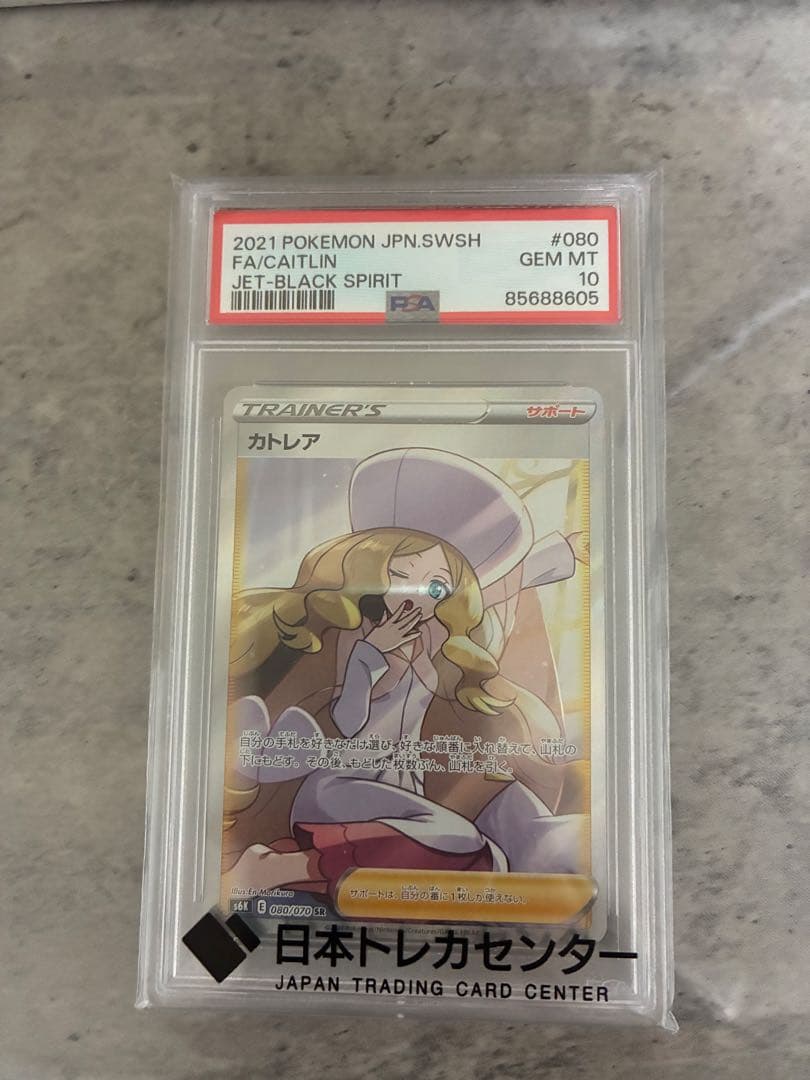 2021 POKEMON JPN.SWSH #080
FA/CAITLIN GEM MT
JET-BLACK SPIRIT 10
PSA 85688605
TRAINER'S サポート
カトレア
自分の手札を好きなだけ選び、好きな順番に入れ替えて、山札の
下にもどす。その後、もどした枚数ぶん、山札を引く。
サポートは、自分の番に1枚しか使えない。
Illus. En Morikura
s6K E 080/070 SR
日本トレカセンター
JAPAN TRADING CARD CENTER